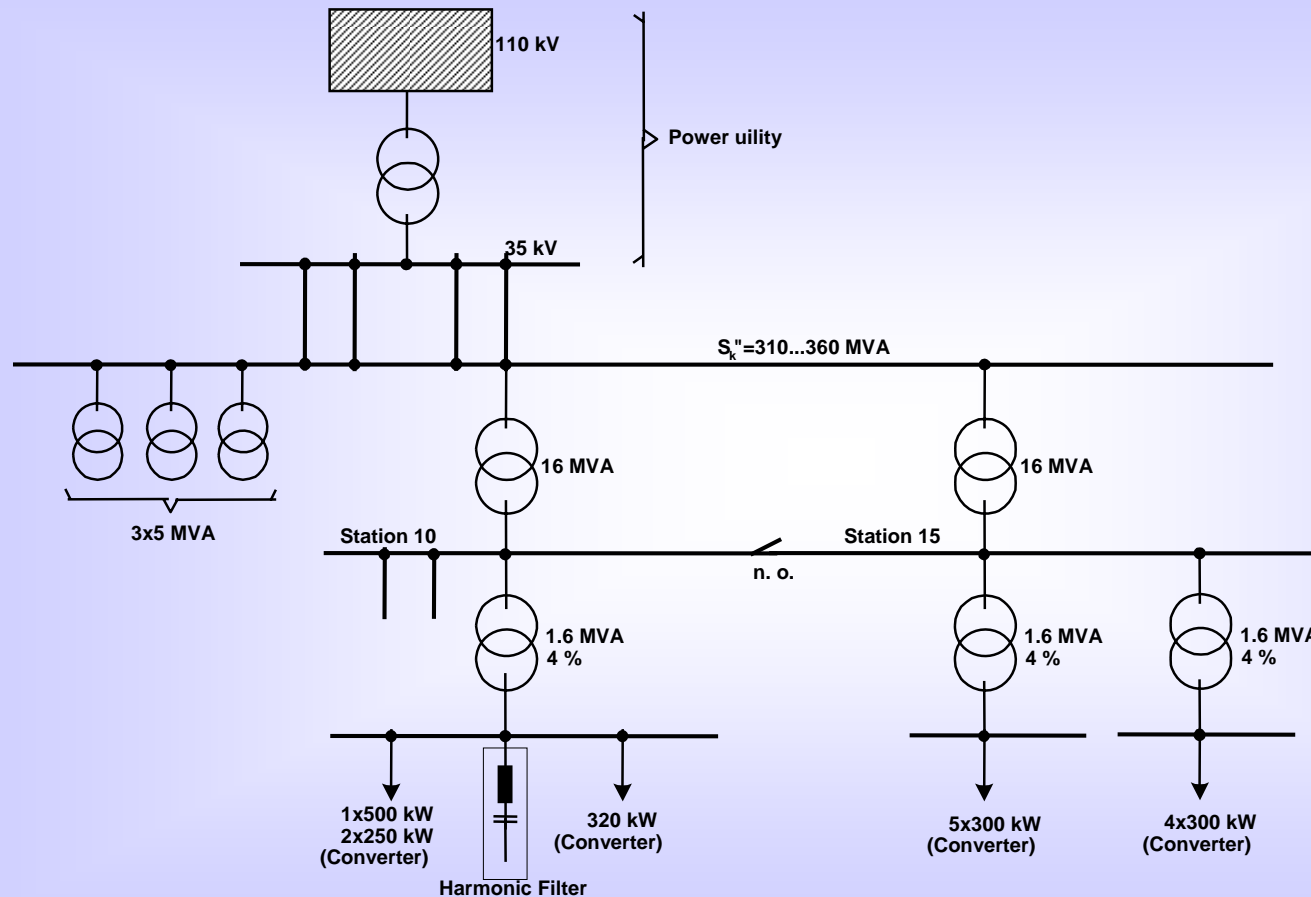 110 kV
Power uility
35 kV
Sk"=310...360 MVA
16 MVA
16 MVA
3x5 MVA
Station 10
Station 15
n. o.
1.6 MVA
4 %
1.6 MVA
4 %
1.6 MVA
4 %
1x500 kW
2x250 kW
(Converter)
320 kW
(Converter)
5x300 kW
(Converter)
4x300 kW
(Converter)
Harmonic Filter